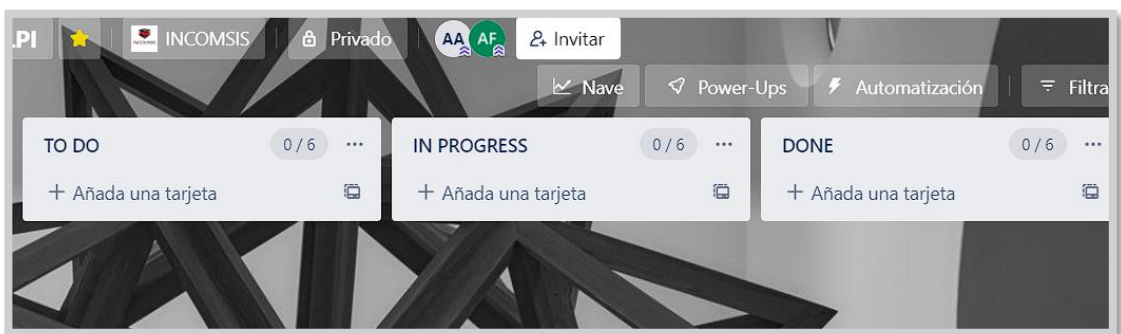 .PI INCOMSIS Privado AA AF Invitar
Nave Power-Ups Automatización Filtra
TO DO 0 / 6 IN PROGRESS 0 / 6 DONE 0 / 6
+ Añada una tarjeta + Añada una tarjeta + Añada una tarjeta